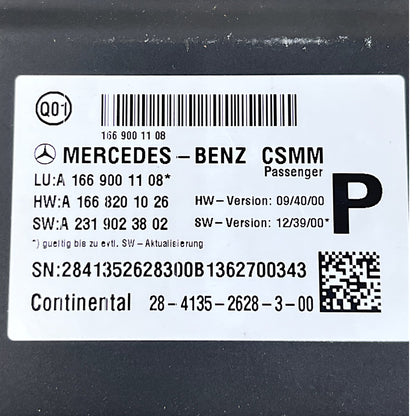 Q01
166 900 11 08
MERCEDES-BENZ CSMM
Passenger
LU:A 166 900 11 08*
HW:A 166 820 10 26 HW-Version: 09/40/00
SW:A 231 902 38 02 SW-Version: 12/39/00*
*) gueltig bis zu evtl. SW-Aktualisierung
P
SN:2841352628300B1362700343
Continental 28-4135-2628-3-00